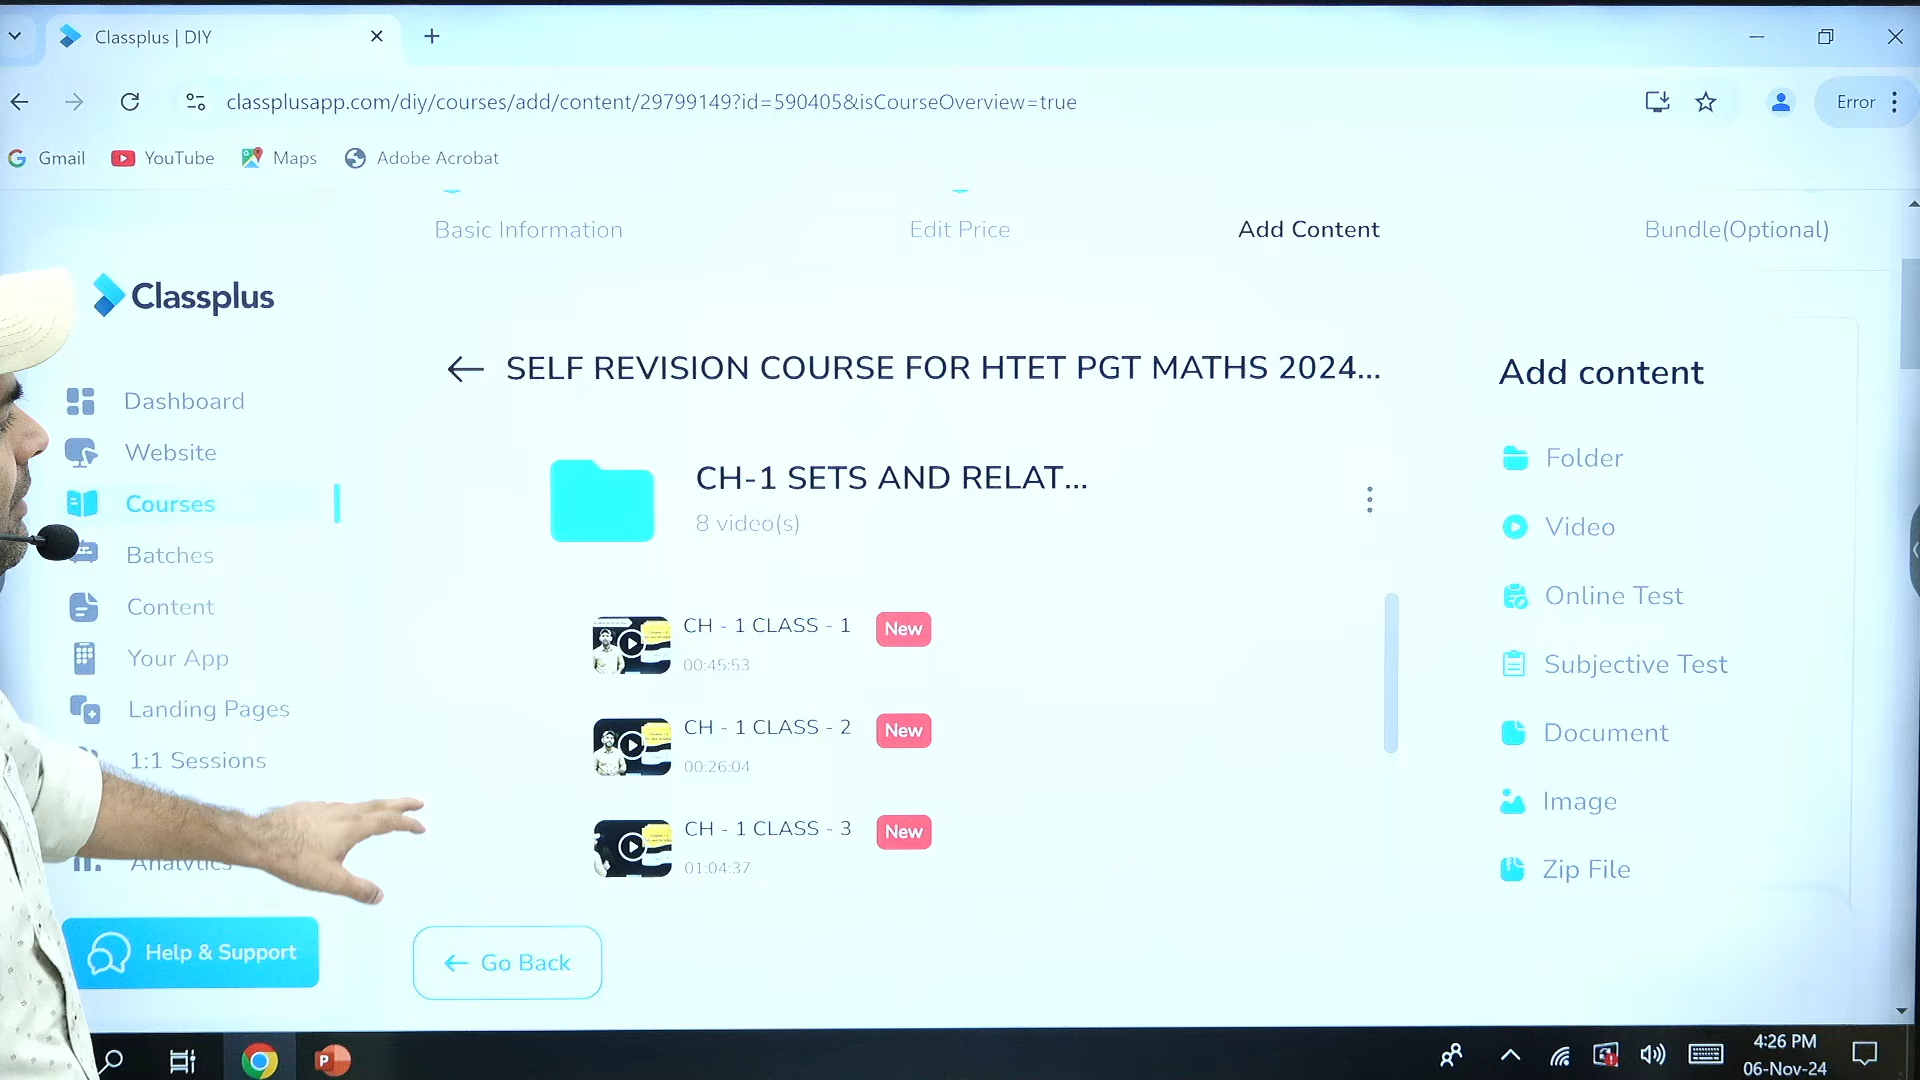 Classplus | DIY
classplusapp.com/diy/courses/add/content/29799149?id=590405&isCourseOverview=true
Error
Gmail
YouTube
Maps
Adobe Acrobat
Basic Information
Edit Price
Add Content
Bundle(Optional)
Classplus
Dashboard
Website
Courses
Batches
Content
Your App
Landing Pages
1:1 Sessions
Analytics
Help & Support
SELF REVISION COURSE FOR HTET PGT MATHS 2024...
CH-1 SETS AND RELAT...
8 video(s)
CH - 1 CLASS - 1
New
00:45:53
CH - 1 CLASS - 2
New
00:26:04
CH - 1 CLASS - 3
New
01:04:37
Go Back
Add content
Folder
Video
Online Test
Subjective Test
Document
Image
Zip File
4:26 PM
06-Nov-24